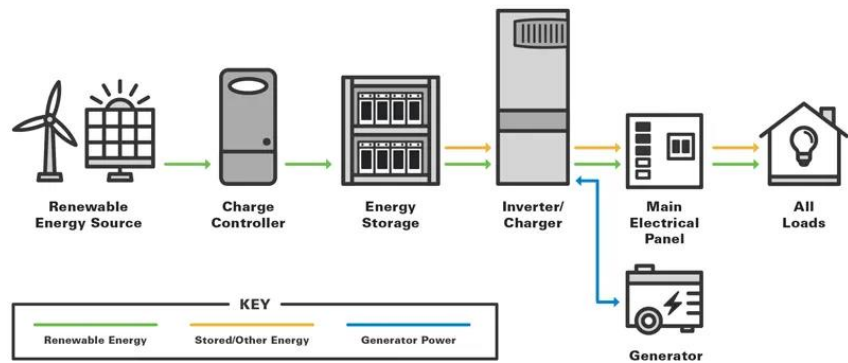 Renewable
Energy Source
Charge
Controller
Energy
Storage
Inverter/
Charger
Main
Electrical
Panel
All
Loads
Generator
KEY
Renewable Energy
Stored/Other Energy
Generator Power